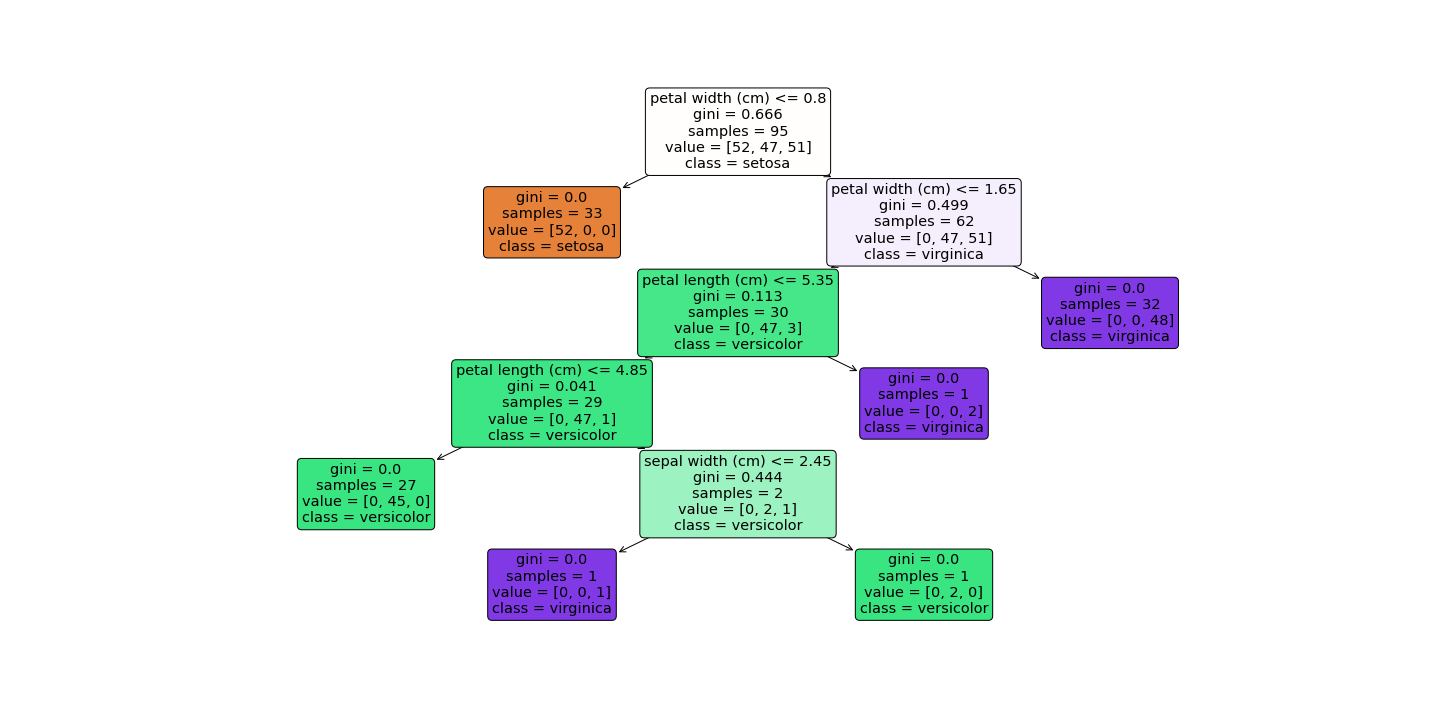 petal width (cm) <= 0.8
gini = 0.666
samples = 95
value = [52, 47, 51]
class = setosa
gini = 0.0
samples = 33
value = [52, 0, 0]
class = setosa
petal width (cm) <= 1.65
gini = 0.499
samples = 62
value = [0, 47, 51]
class = virginica
petal length (cm) <= 5.35
gini = 0.113
samples = 30
value = [0, 47, 3]
class = versicolor
gini = 0.0
samples = 32
value = [0, 0, 48]
class = virginica
petal length (cm) <= 4.85
gini = 0.041
samples = 29
value = [0, 47, 1]
class = versicolor
gini = 0.0
samples = 1
value = [0, 0, 2]
class = virginica
gini = 0.0
samples = 27
value = [0, 45, 0]
class = versicolor
sepal width (cm) <= 2.45
gini = 0.444
samples = 2
value = [0, 2, 1]
class = versicolor
gini = 0.0
samples = 1
value = [0, 0, 1]
class = virginica
gini = 0.0
samples = 1
value = [0, 2, 0]
class = versicolor